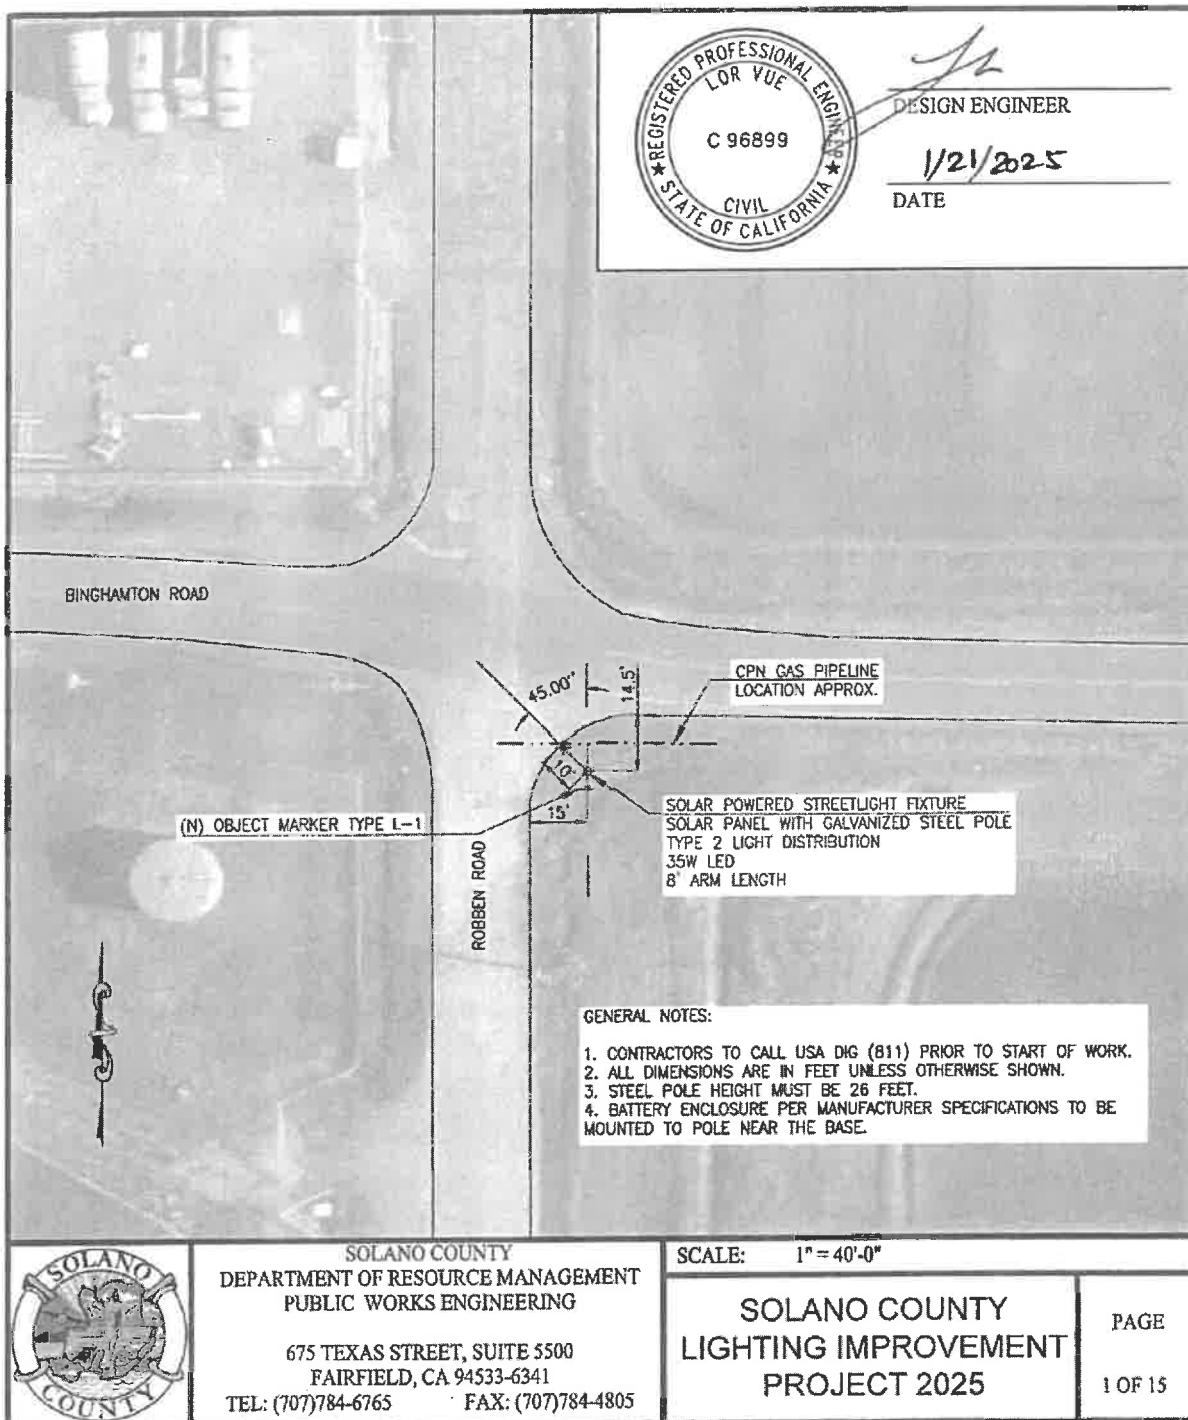 REGISTERED PROFESSIONAL ENGINEER
LOR VUE
C 96899
CIVIL
★ STATE OF CALIFORNIA ★
DESIGN ENGINEER
1/21/2025
DATE
BINGHAMTON ROAD
45.00°
14.5'
CPN GAS PIPELINE
LOCATION APPROX.
10'
15'
(N) OBJECT MARKER TYPE L-1
SOLAR POWERED STREETLIGHT FIXTURE
SOLAR PANEL WITH GALVANIZED STEEL POLE
TYPE 2 LIGHT DISTRIBUTION
35W LED
8' ARM LENGTH
ROBBEN ROAD
GENERAL NOTES:
1. CONTRACTORS TO CALL USA DIG (811) PRIOR TO START OF WORK.
2. ALL DIMENSIONS ARE IN FEET UNLESS OTHERWISE SHOWN.
3. STEEL POLE HEIGHT MUST BE 26 FEET.
4. BATTERY ENCLOSURE PER MANUFACTURER SPECIFICATIONS TO BE
MOUNTED TO POLE NEAR THE BASE.
SOLANO
COUNTY
SOLANO COUNTY
DEPARTMENT OF RESOURCE MANAGEMENT
PUBLIC WORKS ENGINEERING
675 TEXAS STREET, SUITE 5500
FAIRFIELD, CA 94533-6341
TEL: (707)784-6765 FAX: (707)784-4805
SCALE: 1" = 40'-0"
SOLANO COUNTY
LIGHTING IMPROVEMENT
PROJECT 2025
PAGE
1 OF 15